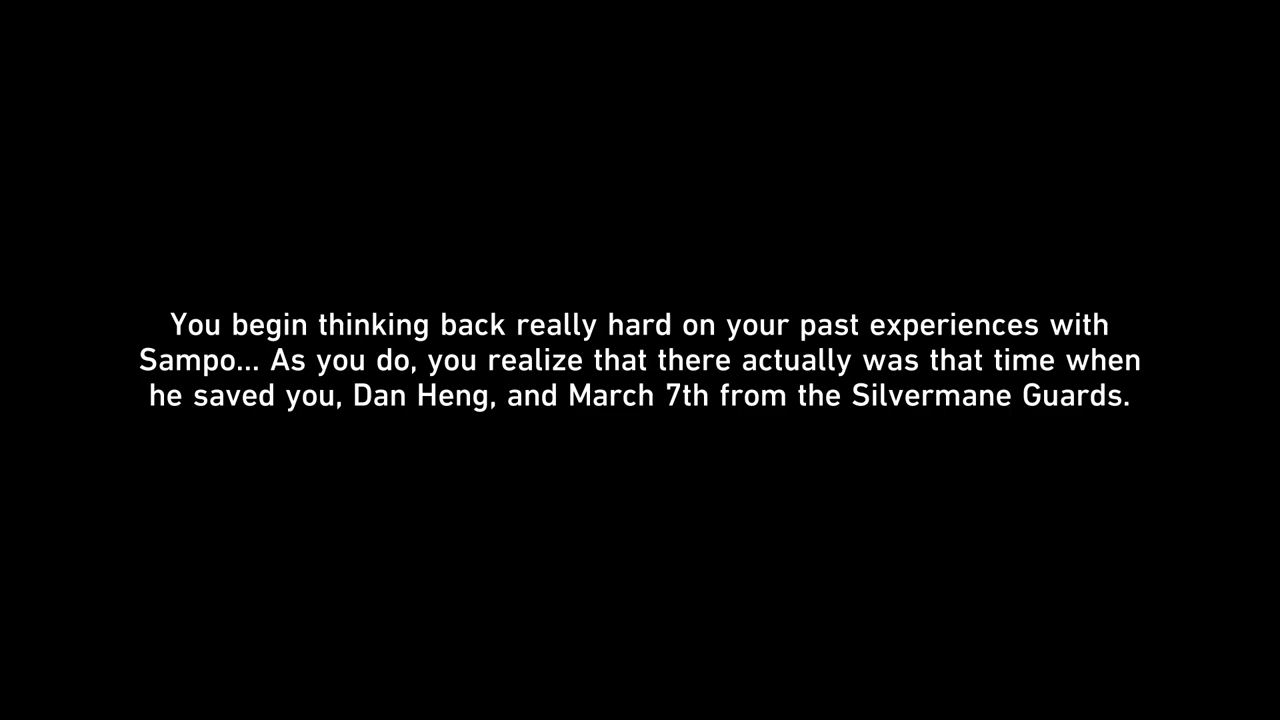 You begin thinking back really hard on your past experiences with
Sampo... As you do, you realize that there actually was that time when
he saved you, Dan Heng, and March 7th from the Silvermane Guards.